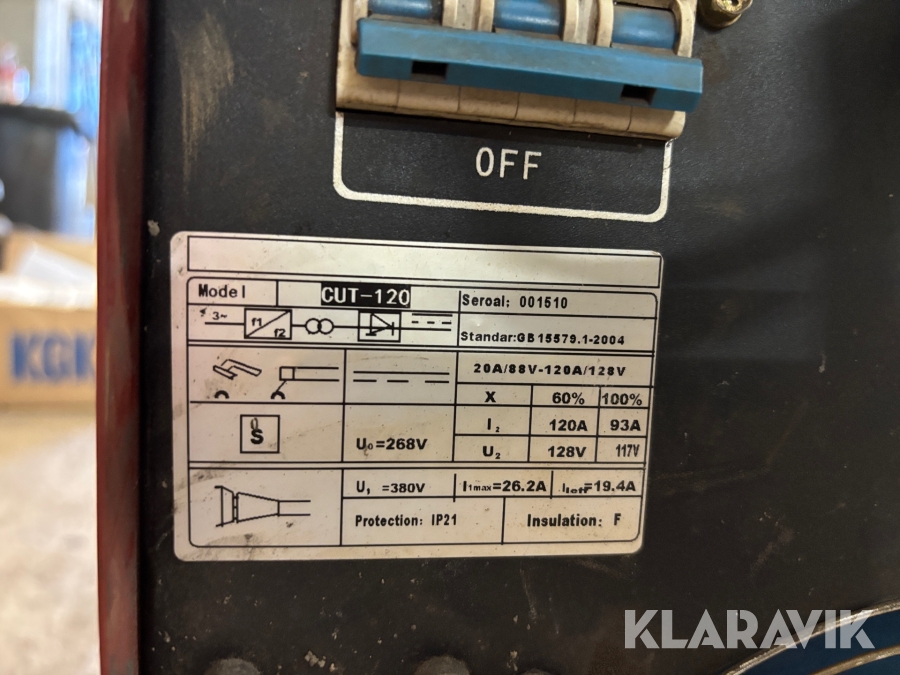 OFF
Model CUT-120 Seroal: 001510
3~ f1 f2
Standar:GB15579.1-2004
20A/88V-120A/128V
X 60% 100%
I₂ 120A 93A
S U₀=268V U₂ 128V 117V
U₁ =380V I1max=26.2A I1eff=19.4A
Protection: IP21 Insulation: F
KGK
KLARAVIK